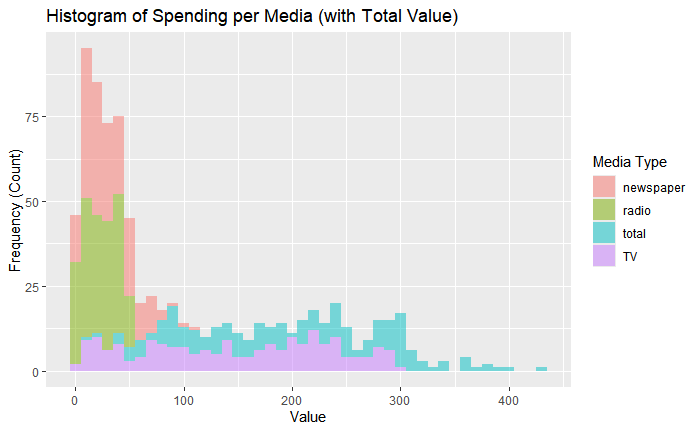 Histogram of Spending per Media (with Total Value)
Frequency (Count)
75
50
25
0
0 100 200 300 400
Value
Media Type
newspaper
radio
total
TV